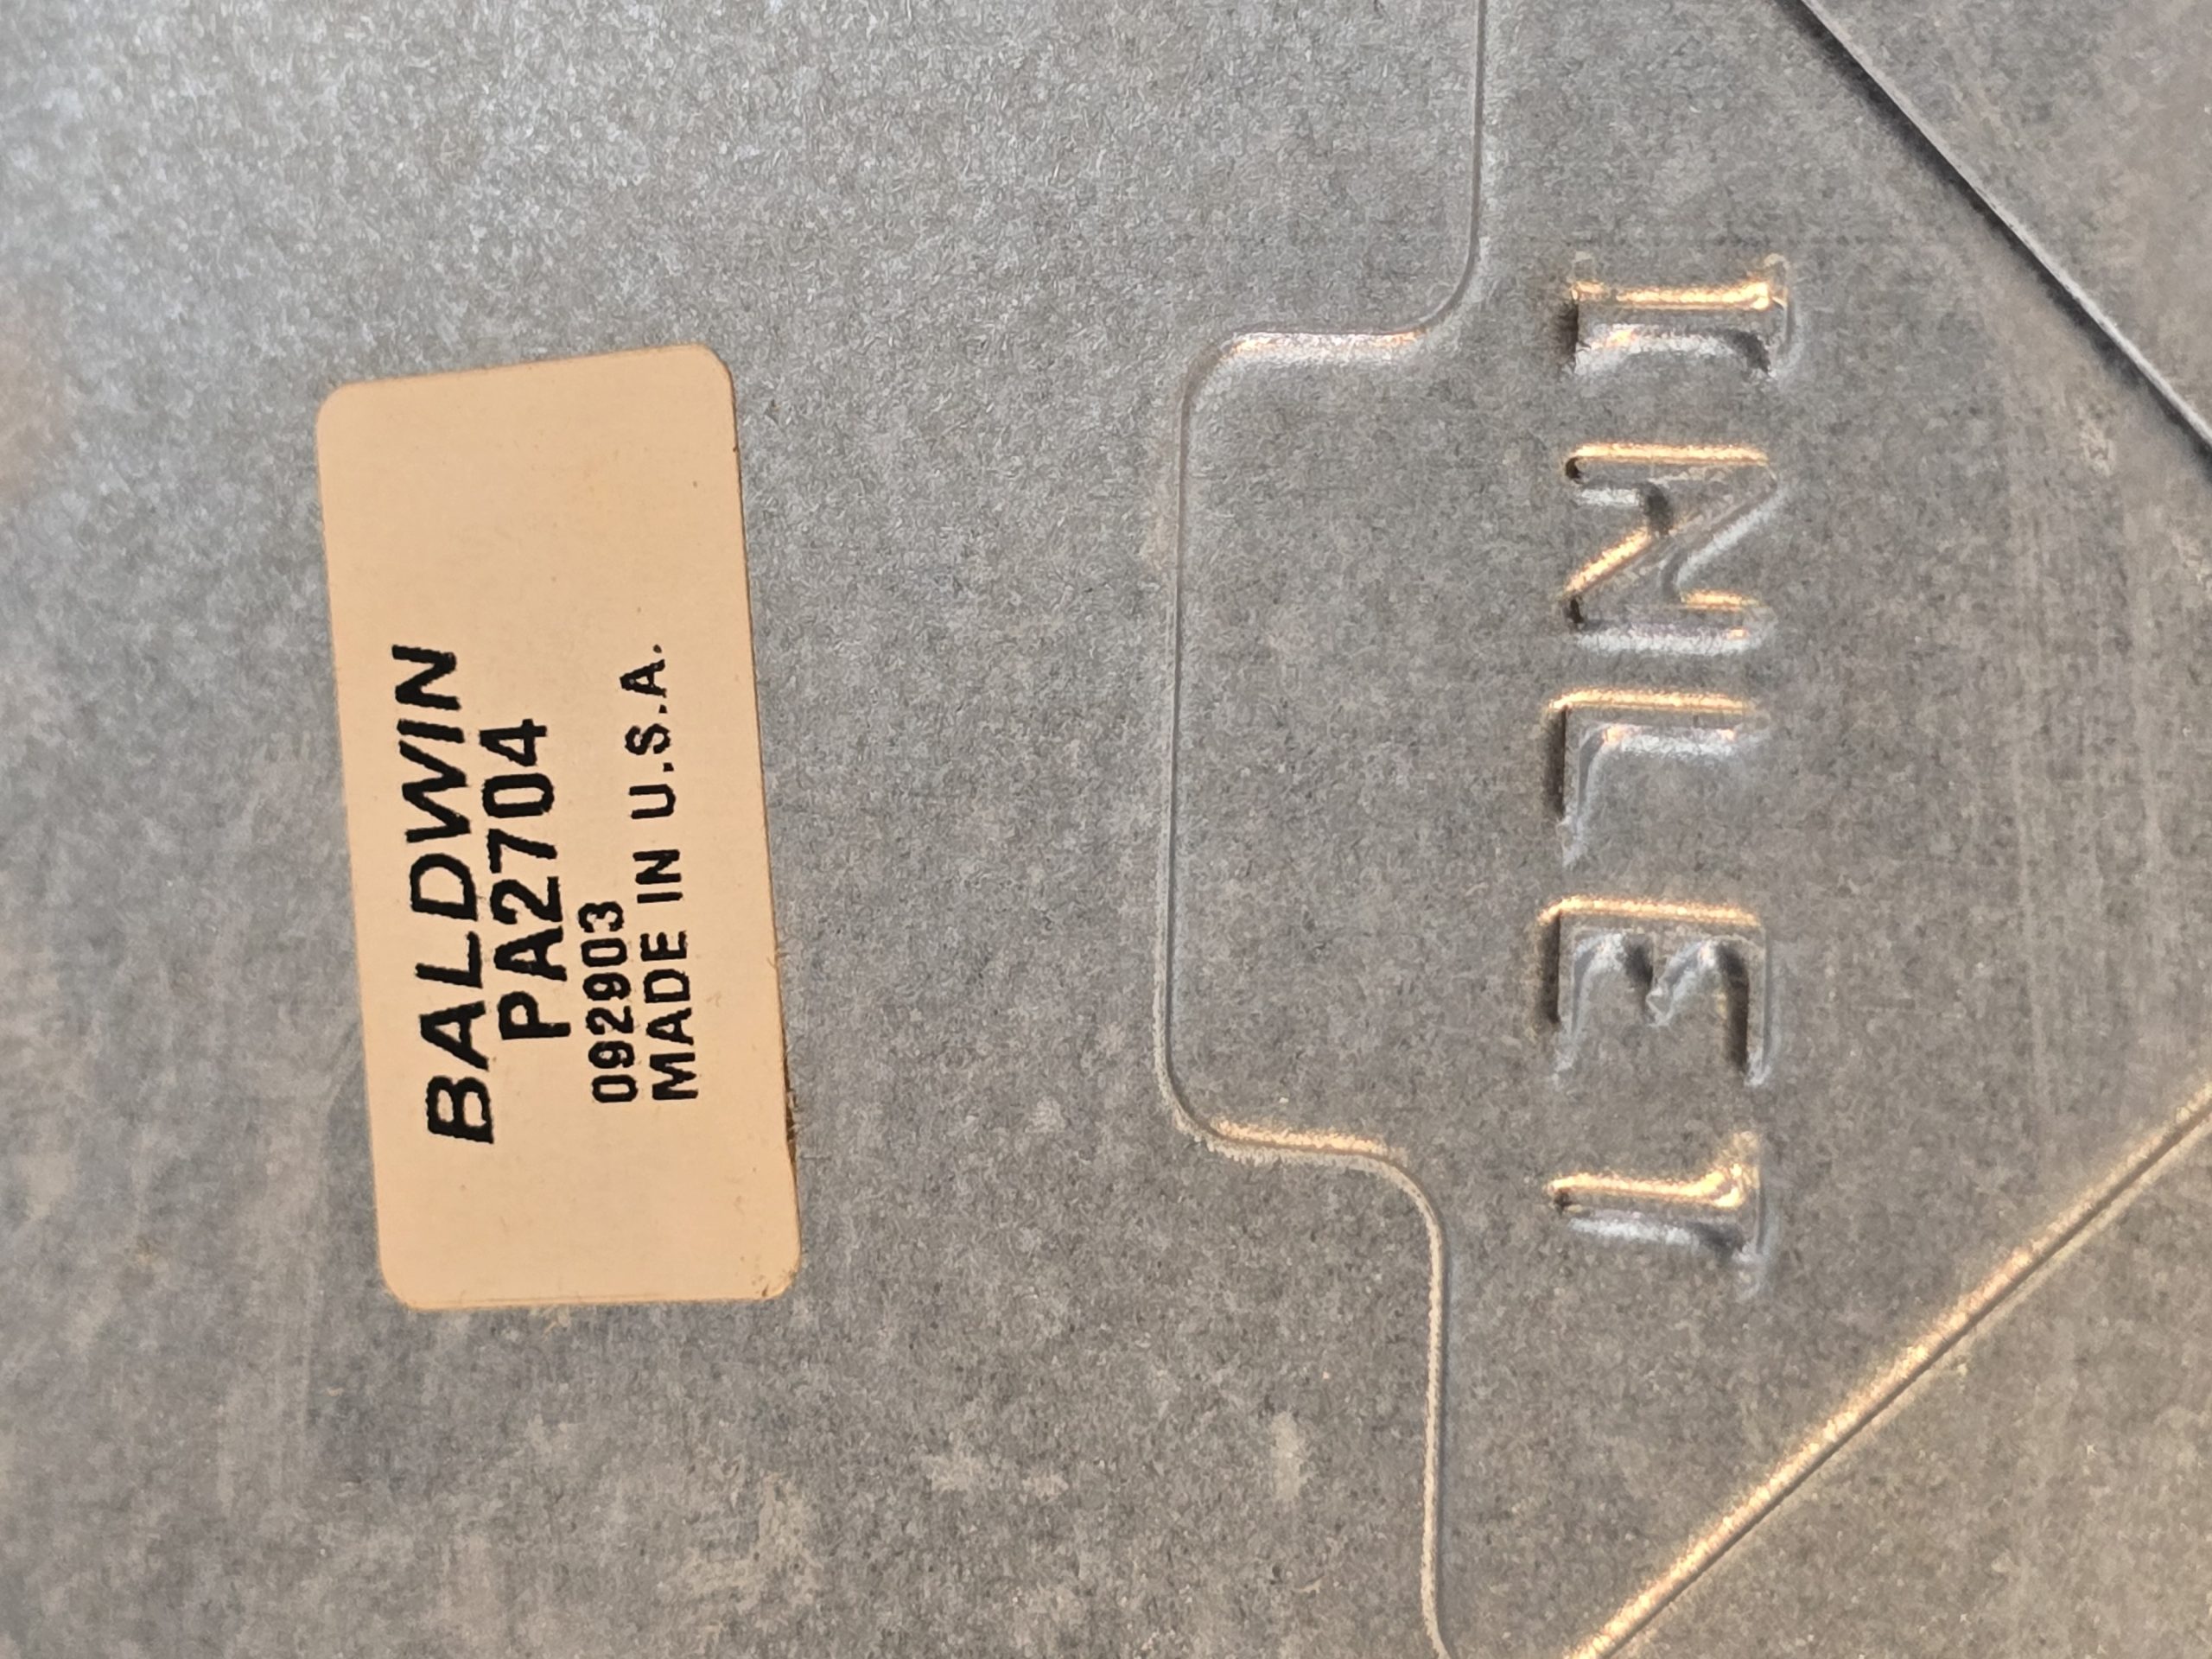 BALDWIN
PA2704
092903
MADE IN U.S.A.
INLET